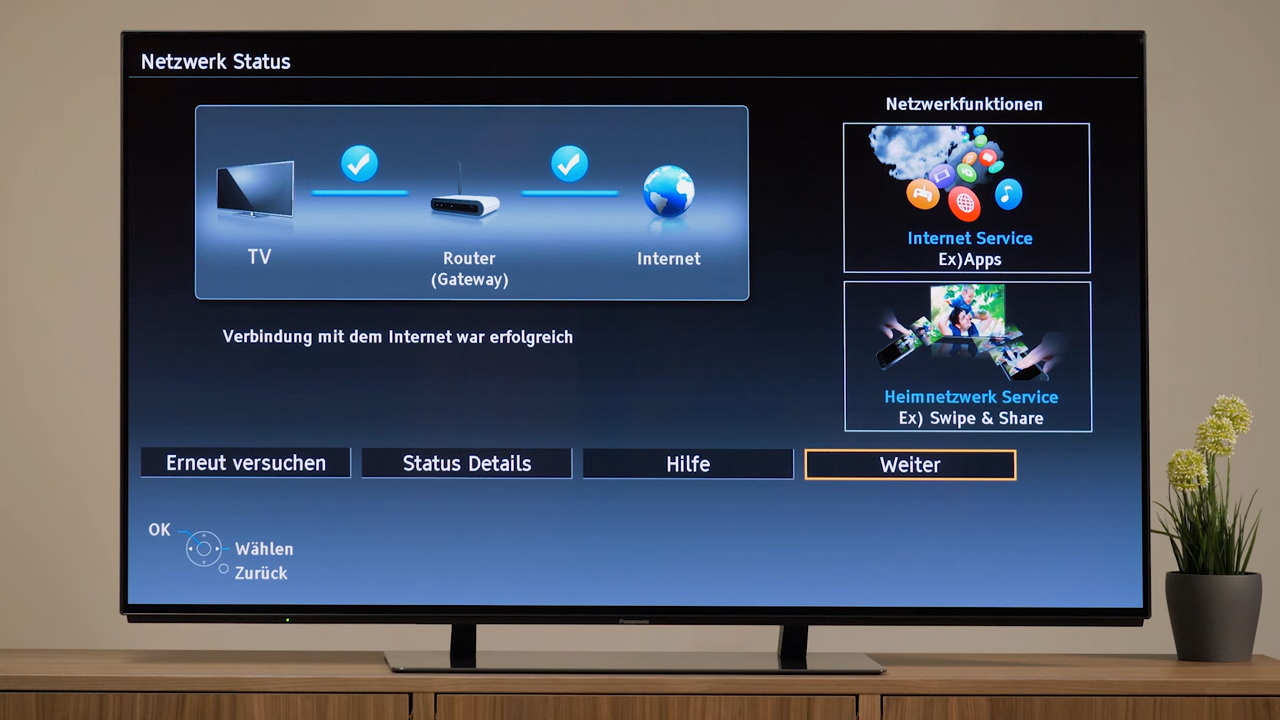 Netzwerk Status
Netzwerkfunktionen
TV
Router
(Gateway)
Internet
Internet Service
Ex)Apps
Verbindung mit dem Internet war erfolgreich
Heimnetzwerk Service
Ex) Swipe & Share
Erneut versuchen
Status Details
Hilfe
Weiter
OK
Wählen
Zurück
Panasonic